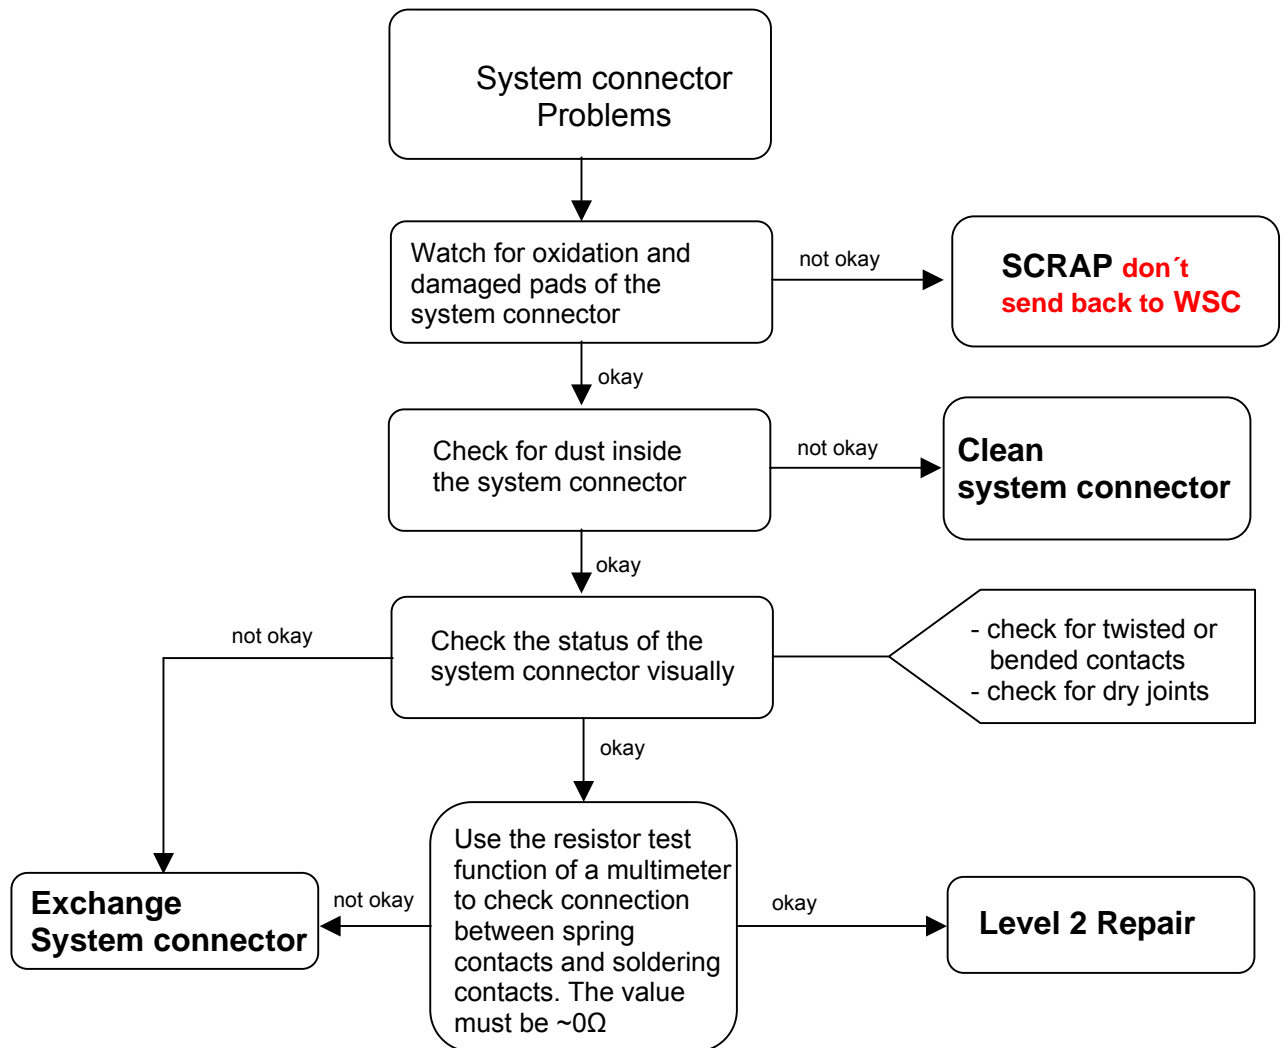 System connector
Problems
Watch for oxidation and
damaged pads of the
system connector
not okay
SCRAP don´t
send back to WSC
okay
Check for dust inside
the system connector
not okay
Clean
system connector
okay
not okay
Check the status of the
system connector visually
- check for twisted or
bended contacts
- check for dry joints
okay
Use the resistor test
function of a multimeter
to check connection
between spring
contacts and soldering
contacts. The value
must be ~0Ω
not okay
Exchange
System connector
okay
Level 2 Repair